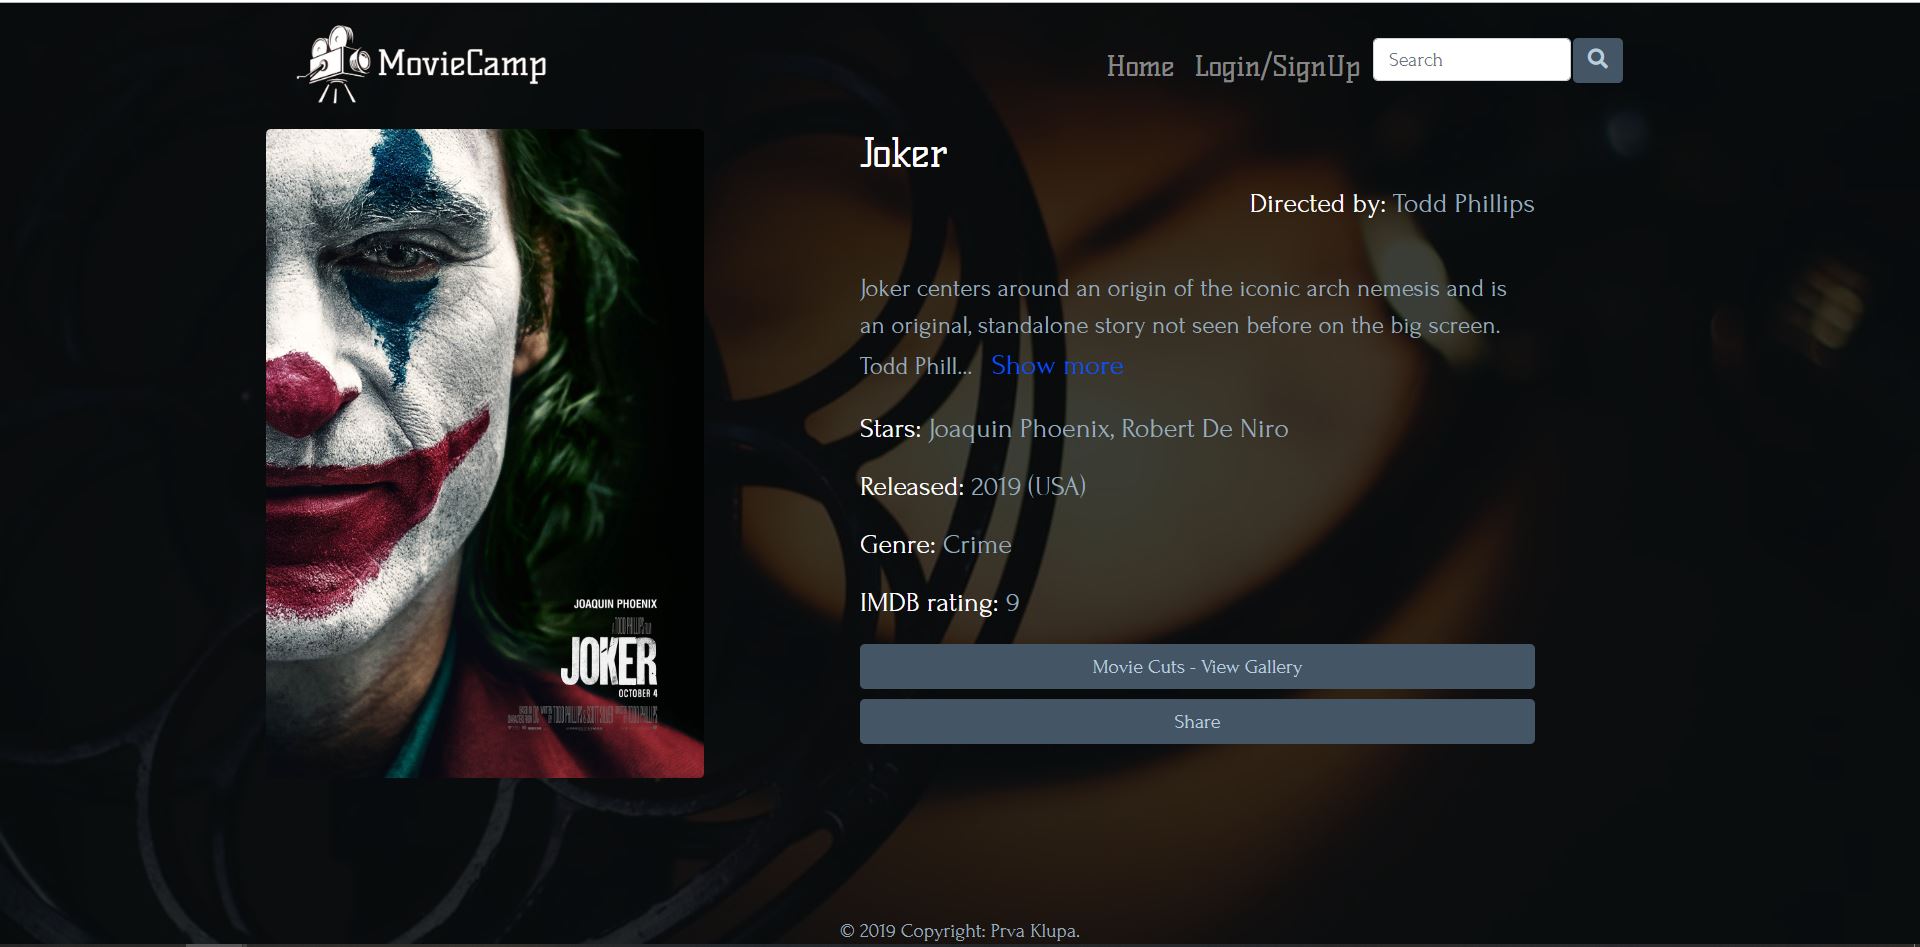 MovieCamp
Home Login/SignUp Search
Joker
Directed by: Todd Phillips
Joker centers around an origin of the iconic arch nemesis and is
an original, standalone story not seen before on the big screen.
Todd Phill... Show more
Stars: Joaquin Phoenix, Robert De Niro
Released: 2019 (USA)
Genre: Crime
IMDB rating: 9
Movie Cuts - View Gallery
Share
JOAQUIN PHOENIX
A TODD PHILLIPS FILM
JOKER
OCTOBER 4
© 2019 Copyright: Prva Klupa.